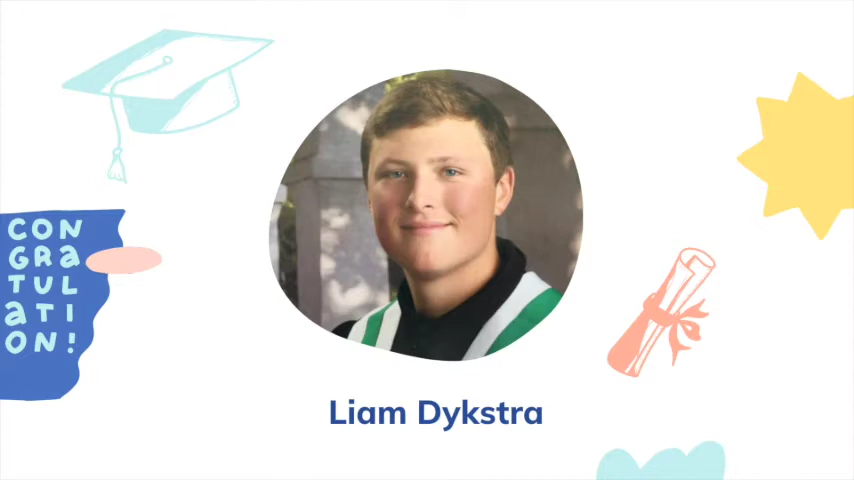 CON
GRa
TUL
aTI
ON!
Liam Dykstra